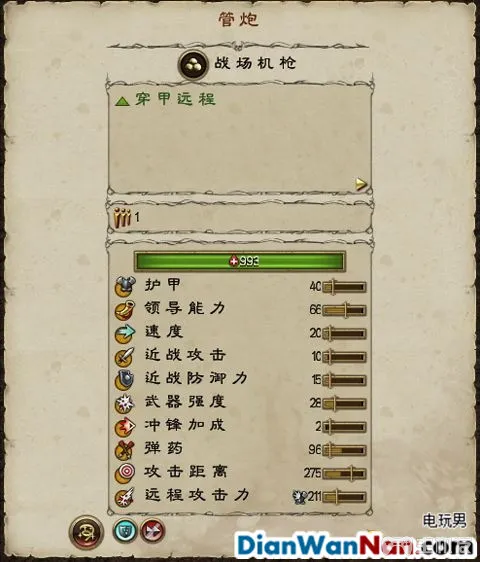 管炮
战场机枪
穿甲远程
1
993
护甲 40
领导能力 66
速度 20
近战攻击 10
近战防御力 15
武器强度 28
冲锋加成 2
弹药 96
攻击距离 275
远程攻击力 211
电玩男
DianWanNan.com